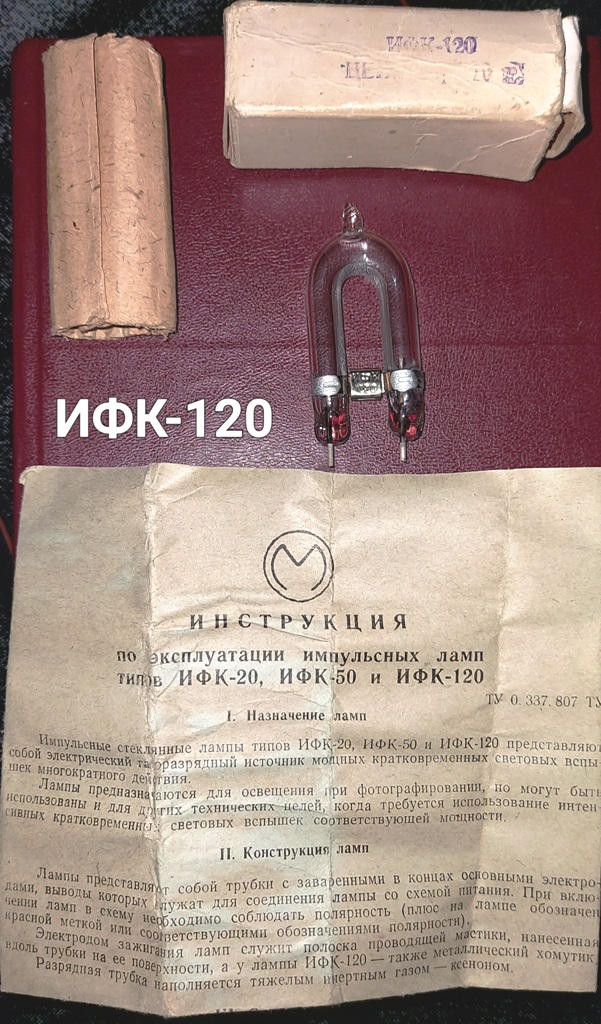 ИФК-120
ИФК-120
ИНСТРУКЦИЯ
по эксплуатации импульсных ламп
типов ИФК-20, ИФК-50 и ИФК-120
ТУ 0.337.807 ТУ
I. Назначение ламп
Импульсные стеклянные лампы типов ИФК-20, ИФК-50 и ИФК-120 представляют
собой электрический газоразрядный источник мощных кратковременных световых вспы-
шек многократного действия.
Лампы предназначаются для освещения при фотографировании, но могут быть
использованы и для других технических целей, когда требуется использование интен-
сивных кратковременных световых вспышек соответствующей мощности.
II. Конструкция ламп
Лампы представляют собой трубки с заваренными в концах основными электро-
дами, выводы которых служат для соединения лампы со схемой питания. При вклю-
чении ламп в схему необходимо соблюдать полярность (плюс на лампе обозначен
красной меткой или соответствующими обозначениями полярности).
Электродом зажигания ламп служит полоска проводящей мастики, нанесенная
вдоль трубки на ее поверхности, а у лампы ИФК-120 — также металлический хомутик.
Разрядная трубка наполняется тяжелым инертным газом — ксеноном.